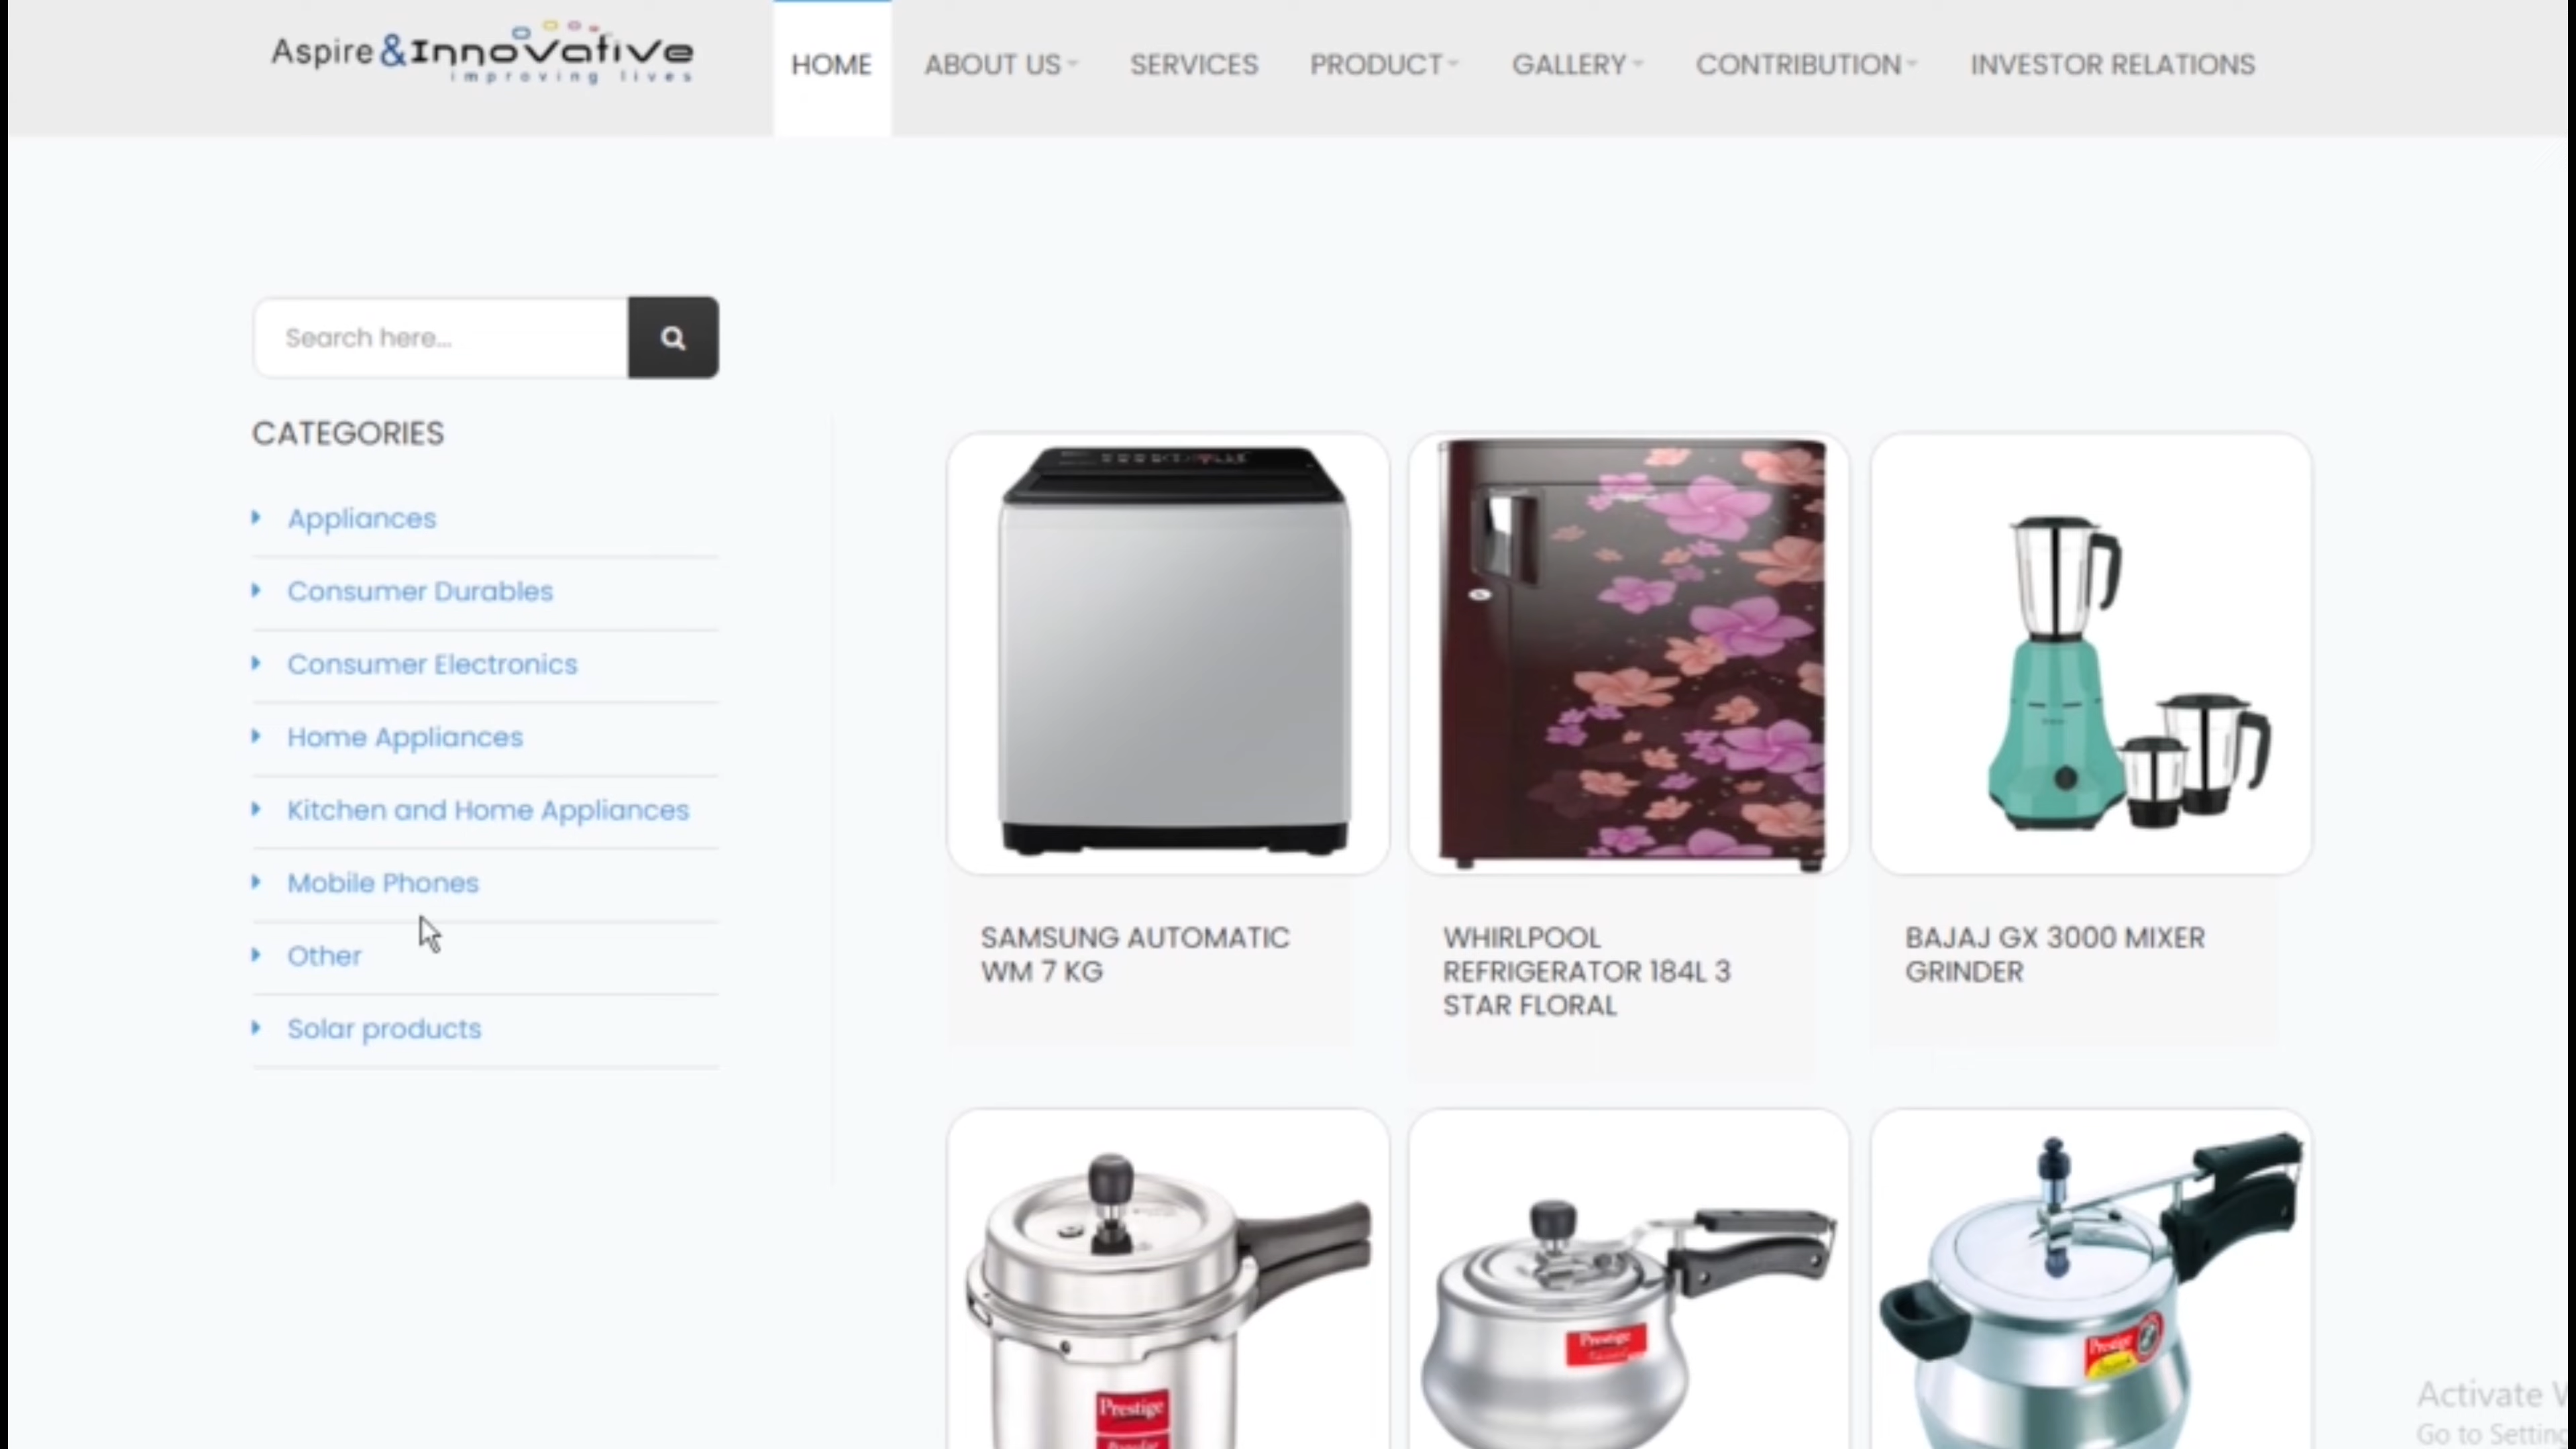 Aspire &Innovative
improving lives
HOME
ABOUT US
SERVICES
PRODUCT
GALLERY
CONTRIBUTION
INVESTOR RELATIONS
Search here...
CATEGORIES
Appliances
Consumer Durables
Consumer Electronics
Home Appliances
Kitchen and Home Appliances
Mobile Phones
Other
Solar products
SAMSUNG AUTOMATIC
WM 7 KG
WHIRLPOOL
REFRIGERATOR 184L 3
STAR FLORAL
BAJAJ GX 3000 MIXER
GRINDER
Prestige
Prestige
Prestige
Activate
Go to